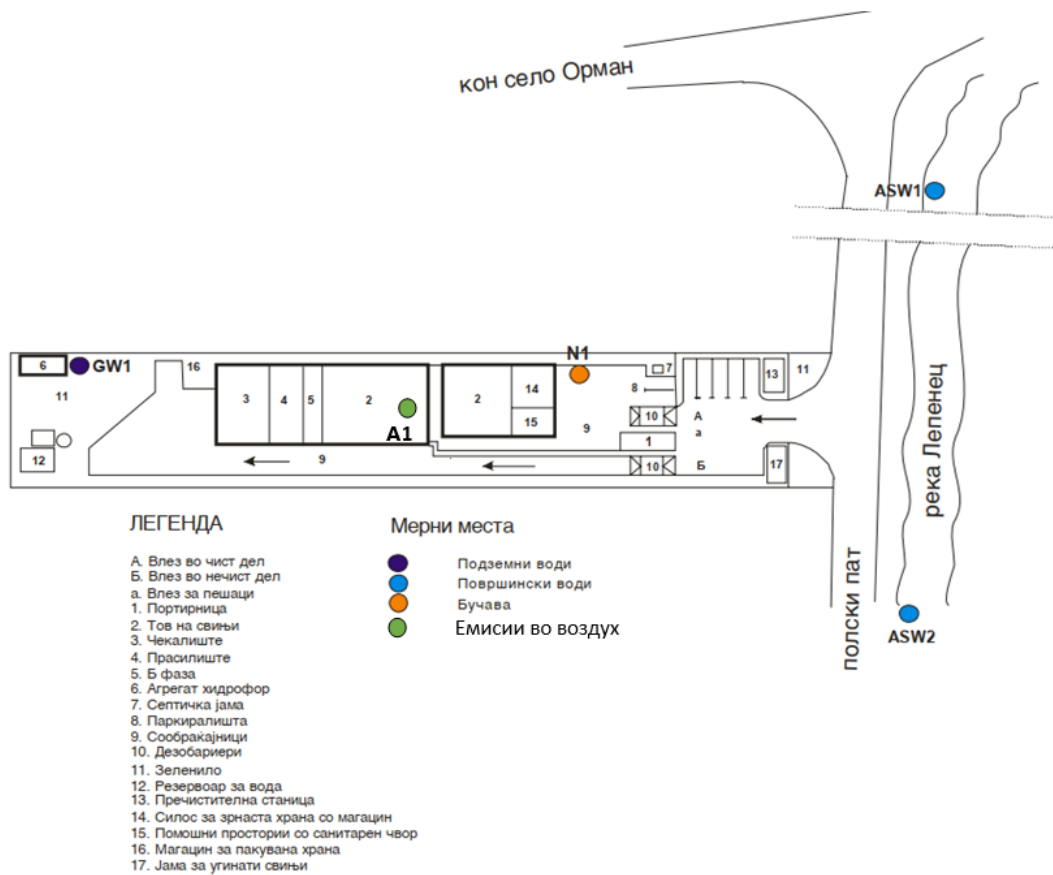 кон село Орман
ASW1
N1
6
GW1
16
7
13
11
11
3
4
5
2
2
14
8
10
А
A1
15
9
а
1
12
9
10
Б
17
река Лепенец
полски пат
ASW2
ЛЕГЕНДА
А. Влез во чист дел
Б. Влез во нечист дел
а. Влез за пешаци
1. Портирница
2. Тов на свињи
3. Чекалиште
4. Прасилиште
5. Б фаза
6. Агрегат хидрофор
7. Септичка јама
8. Паркиралишта
9. Сообраќајници
10. Дезобариери
11. Зеленило
12. Резервоар за вода
13. Пречистителна станица
14. Силос за зрнаста храна со магацин
15. Помошни простории со санитарен чвор
16. Магацин за пакувана храна
17. Јама за угинати свињи
Мерни места
Подземни води
Површински води
Бучава
Емисии во воздух